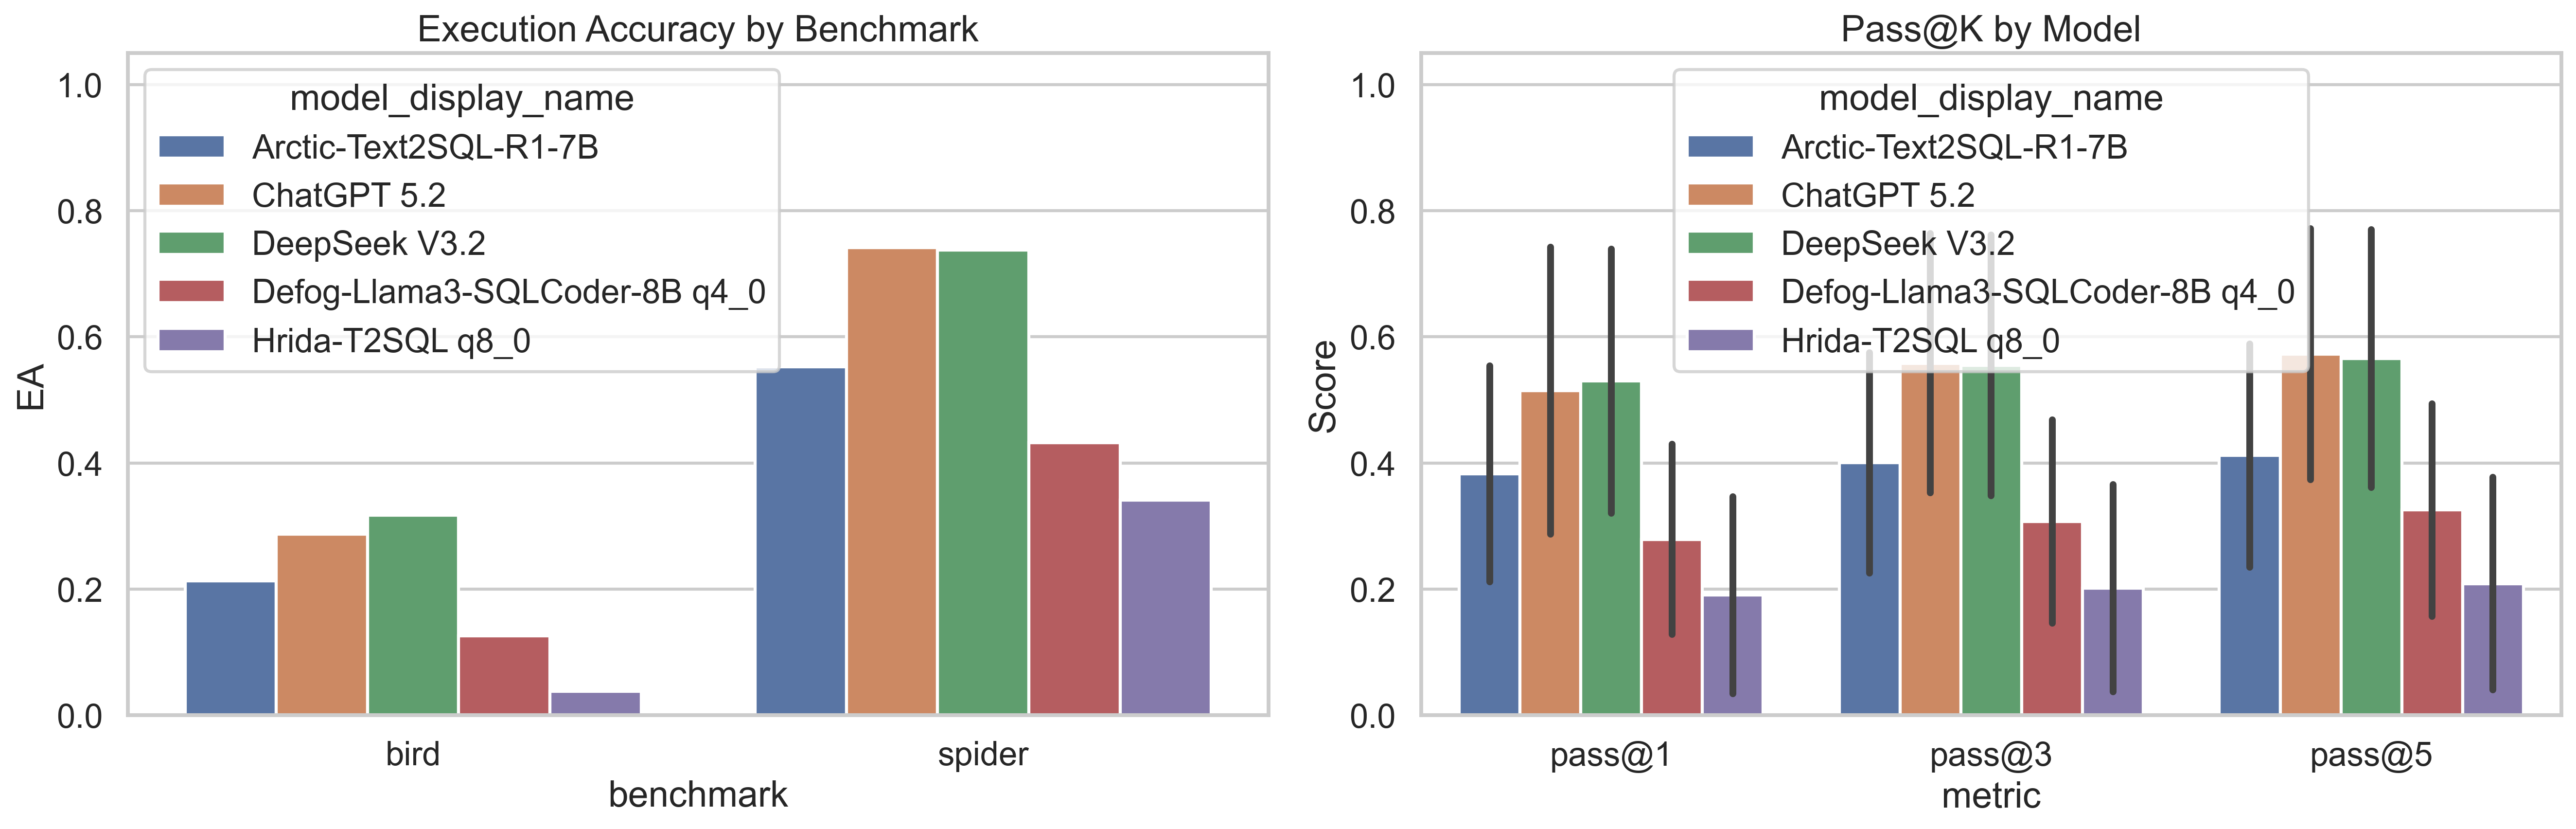 Execution Accuracy by Benchmark
EA
1.0
0.8
0.6
0.4
0.2
0.0
model_display_name
Arctic-Text2SQL-R1-7B
ChatGPT 5.2
DeepSeek V3.2
Defog-Llama3-SQLCoder-8B q4_0
Hrida-T2SQL q8_0
bird
spider
benchmark
Pass@K by Model
Score
1.0
0.8
0.6
0.4
0.2
0.0
model_display_name
Arctic-Text2SQL-R1-7B
ChatGPT 5.2
DeepSeek V3.2
Defog-Llama3-SQLCoder-8B q4_0
Hrida-T2SQL q8_0
pass@1
pass@3
pass@5
metric